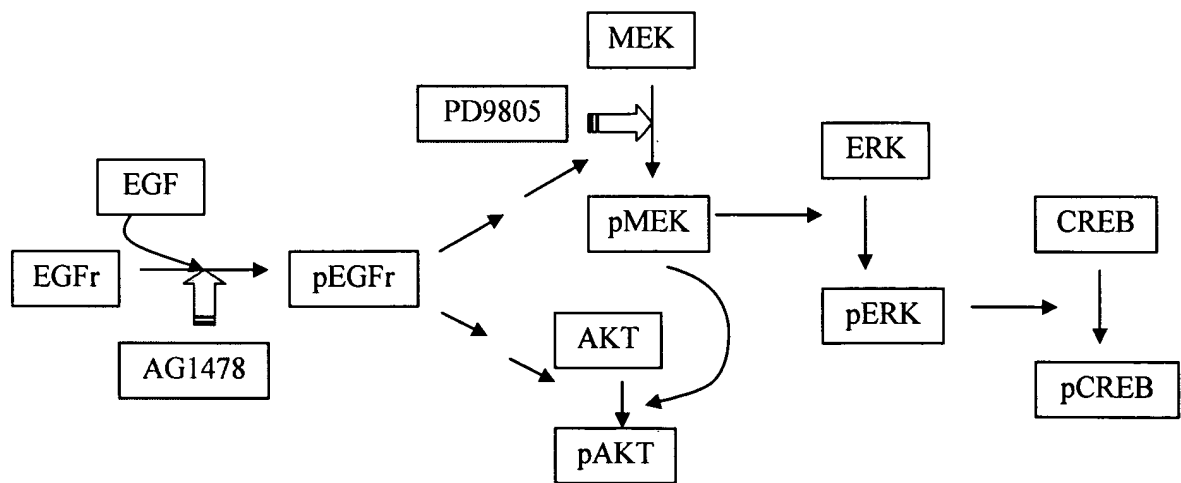 MEK
PD9805
ERK
EGF
pMEK
CREB
EGFr
pEGFr
pERK
AKT
AG1478
pCREB
pAKT